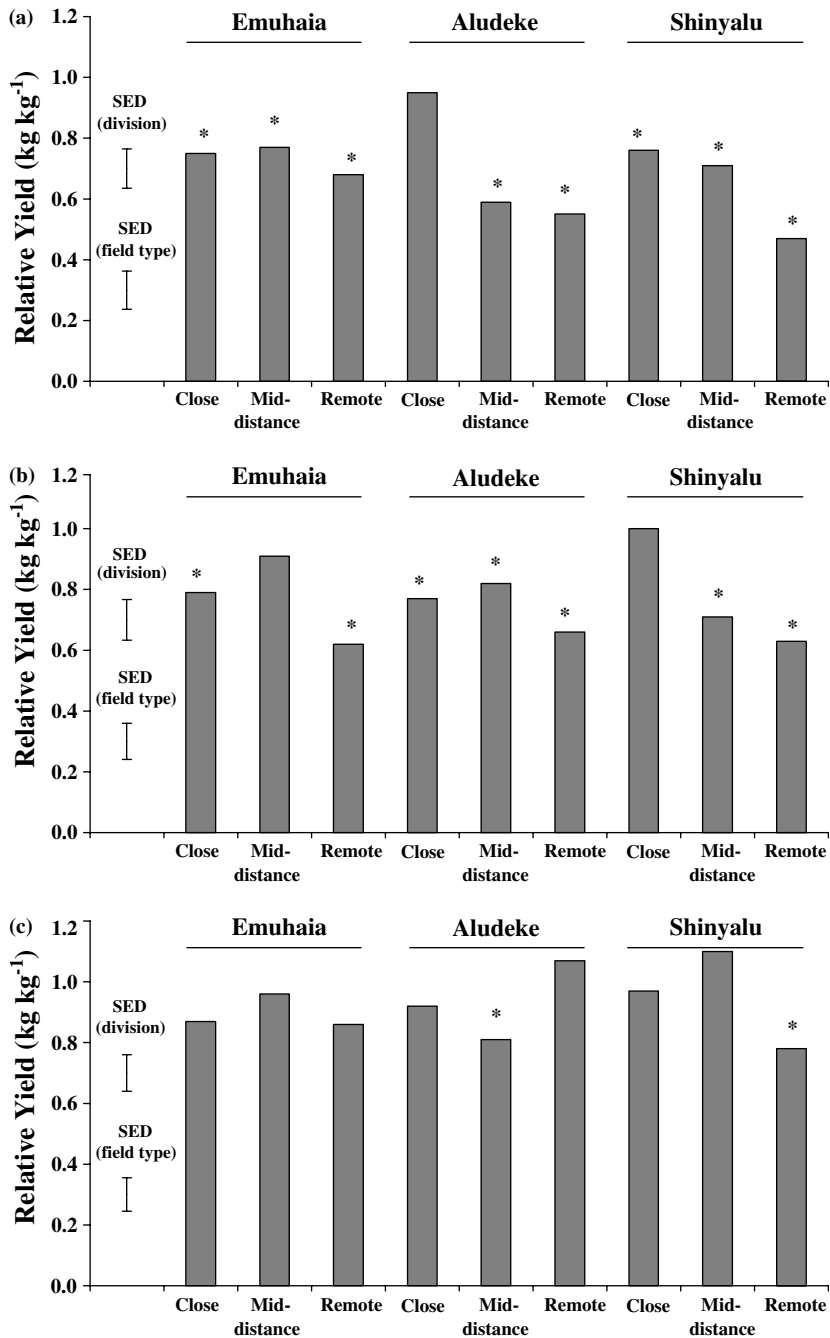 (a)
Emuhaia Aludeke Shinyalu
Relative Yield (kg kg-1)
1.2
1.0
0.8
0.6
0.4
0.2
0.0
SED
(division)
SED
(field type)
* * * * * * * *
Close Mid-distance Remote Close Mid-distance Remote Close Mid-distance Remote
(b)
Emuhaia Aludeke Shinyalu
Relative Yield (kg kg-1)
1.2
1.0
0.8
0.6
0.4
0.2
0.0
SED
(division)
SED
(field type)
* * * * * * *
Close Mid-distance Remote Close Mid-distance Remote Close Mid-distance Remote
(c)
Emuhaia Aludeke Shinyalu
Relative Yield (kg kg-1)
1.2
1.0
0.8
0.6
0.4
0.2
0.0
SED
(division)
SED
(field type)
* *
Close Mid-distance Remote Close Mid-distance Remote Close Mid-distance Remote